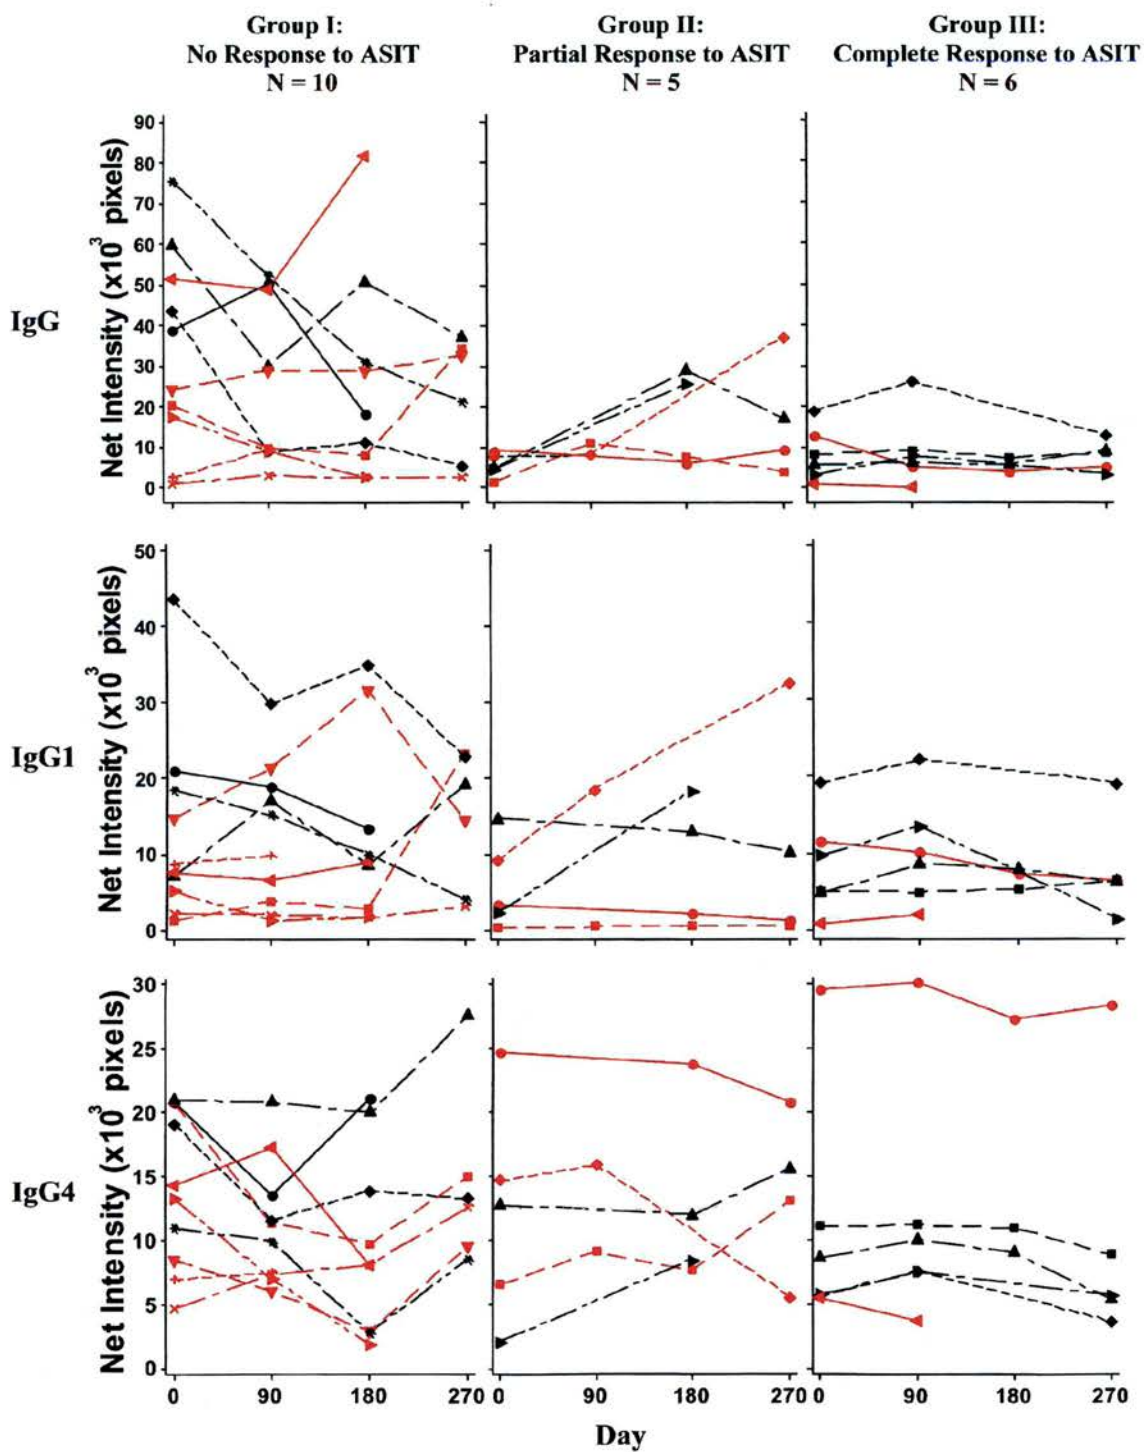 Group I:
No Response to ASIT
N = 10
Group II:
Partial Response to ASIT
N = 5
Group III:
Complete Response to ASIT
N = 6
IgG
Net Intensity (x10³ pixels)
90
80
70
60
50
40
30
20
10
0
IgG1
Net Intensity (x10³ pixels)
50
40
30
20
10
0
IgG4
Net Intensity (x10³ pixels)
30
25
20
15
10
5
0
0 90 180 270
0 90 180 270
0 90 180 270
Day